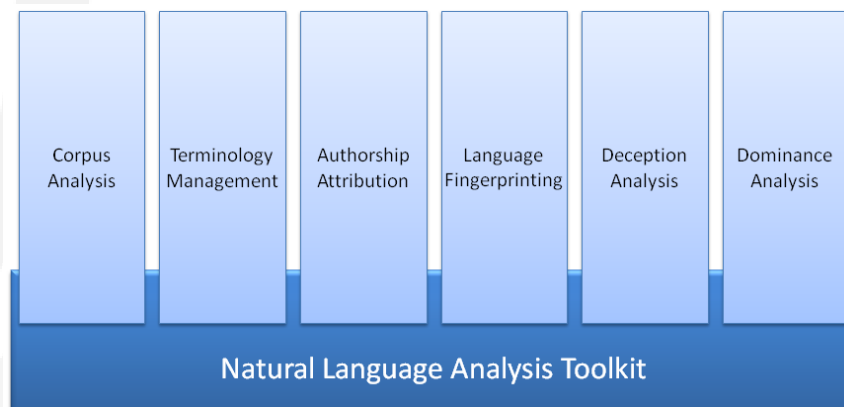 Corpus
Analysis
Terminology
Management
Authorship
Attribution
Language
Fingerprinting
Deception
Analysis
Dominance
Analysis
Natural Language Analysis Toolkit